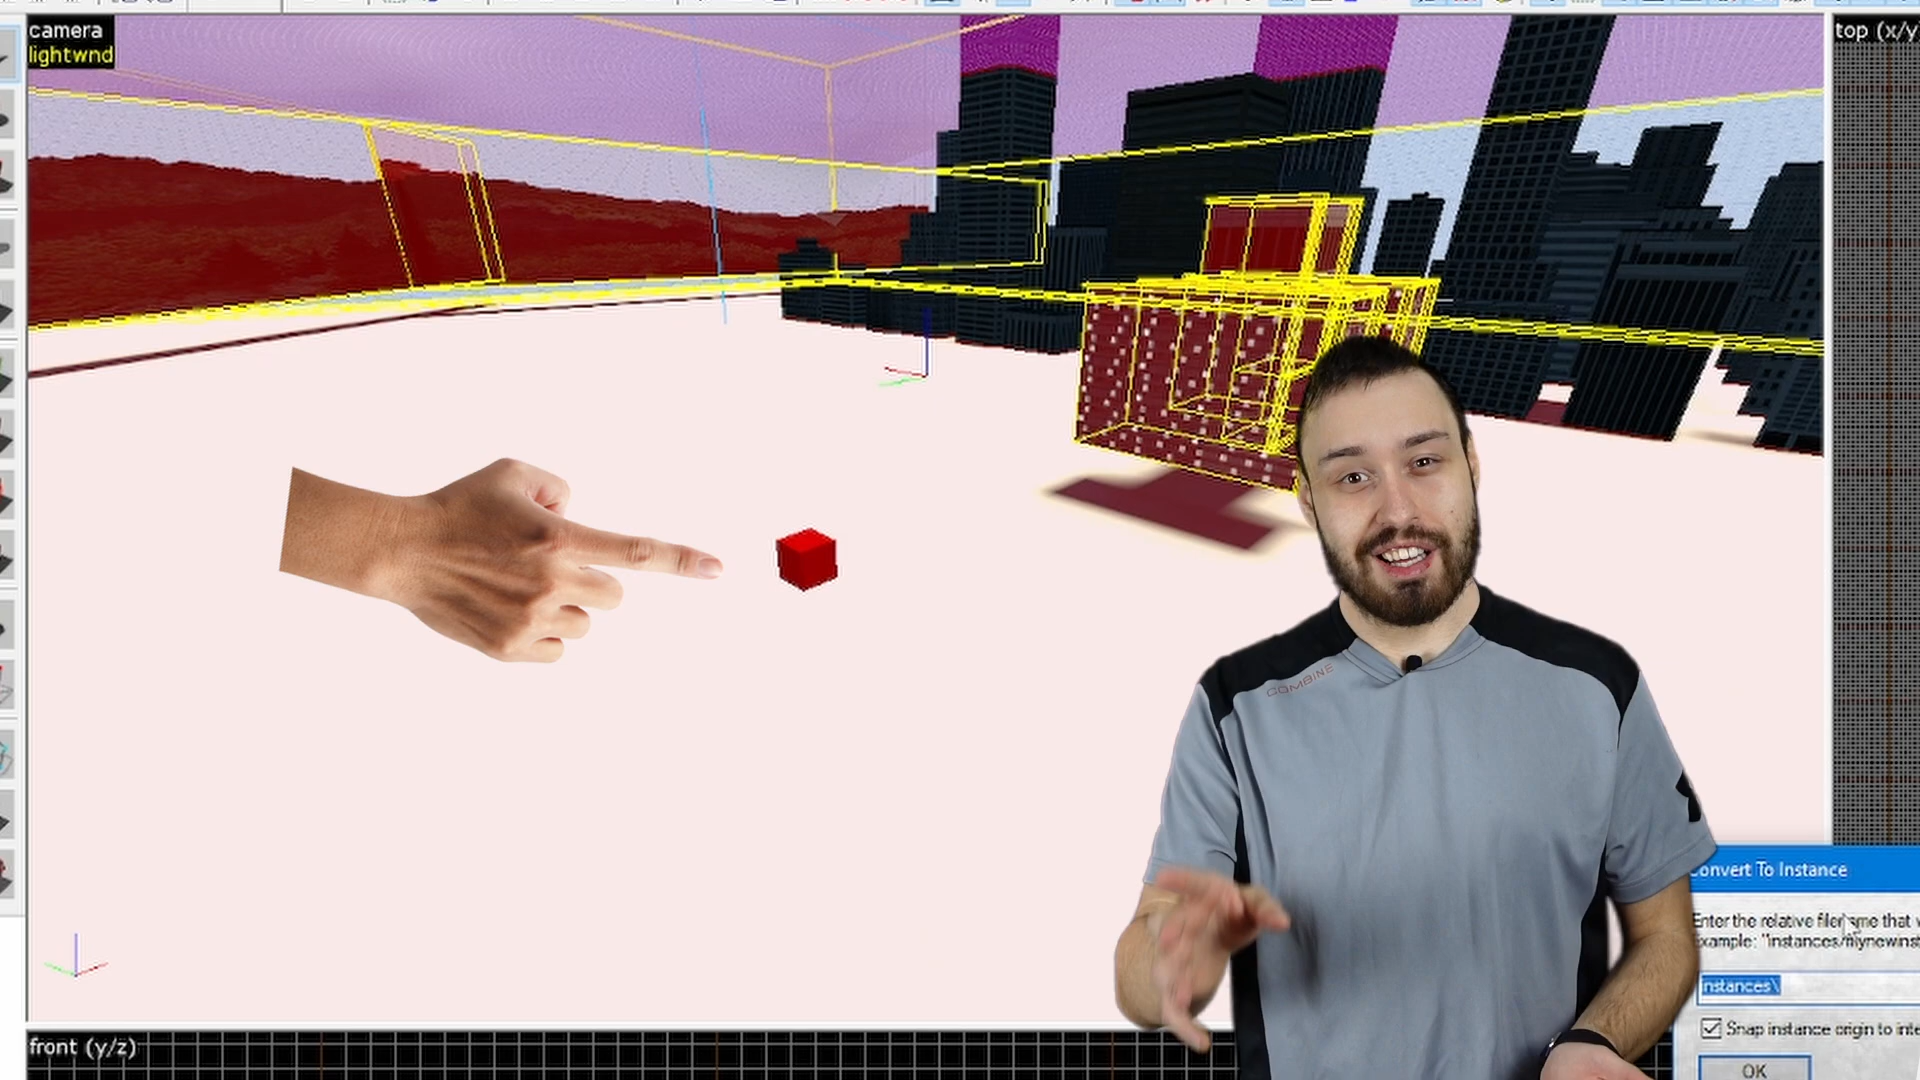 camera
lightwnd
top (x/y
COMBINE
Convert To Instance
Enter the relative filename that
Example: "instances/mynewinst
instances\
Snap instance origin to inte
OK
front (y/z)